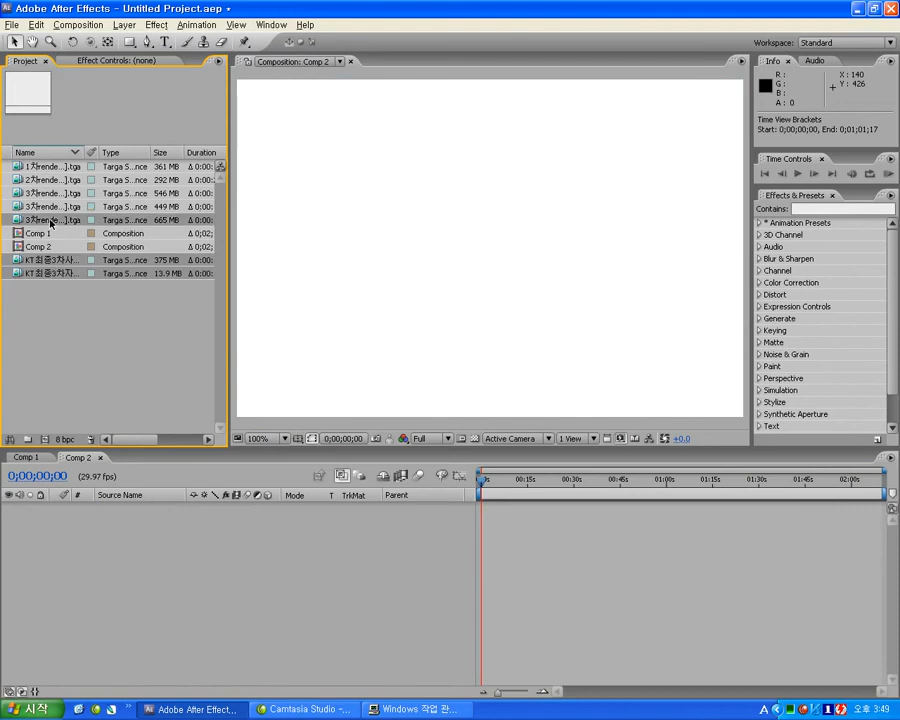 Adobe After Effects - Untitled Project.aep
File Edit Composition Layer Effect Animation View Window Help
Workspace: Standard
Project Effect Controls: (none)
Composition: Comp 2
Info Audio
R :
G :
B :
A : 0
X : 140
Y : 426
Time View Brackets
Start: 0;00;00;00, End: 0;01;01;17
Time Controls
Effects & Presets
Contains:
* Animation Presets
3D Channel
Audio
Blur & Sharpen
Channel
Color Correction
Distort
Expression Controls
Generate
Keying
Matte
Noise & Grain
Paint
Perspective
Simulation
Stylize
Synthetic Aperture
Text
Name Type Size Duration
1차rende...].tga Targa S...nce 361 MB Δ 0:00:
2차rende...].tga Targa S...nce 292 MB Δ 0:00:
3차rende...].tga Targa S...nce 546 MB Δ 0:00:
3차rende...].tga Targa S...nce 449 MB Δ 0:00:
3차rende...].tga Targa S...nce 665 MB Δ 0:00:
Comp 1 Composition Δ 0;02;
Comp 2 Composition Δ 0;02;
KT최종3차사... Targa S...nce 375 MB Δ 0:00:
KT최종3차자... Targa S...nce 13.9 MB Δ 0:00:
8 bpc
100% 0;00;00;00 Full Active Camera 1 View +0.0
Comp 1 Comp 2
0;00;00;00 (29.97 fps)
00:15s 00:30s 00:45s 01:00s 01:15s 01:30s 01:45s 02:00s
# Source Name Mode T TrkMat Parent
시작 Adobe After Effect... Camtasia Studio -... Windows 작업 관... A 오후 3:49